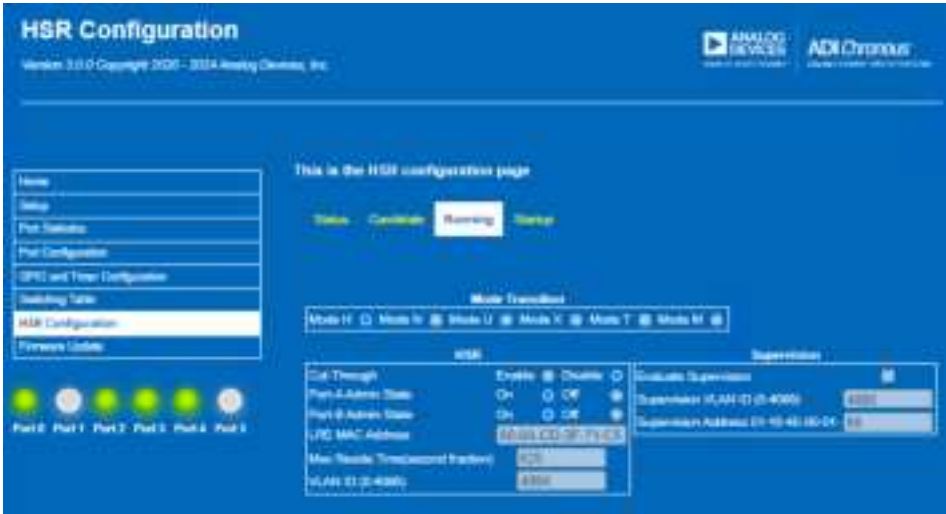 HSR Configuration
Version 3.0.0 Copyright 2020 - 2024 Analog Devices, Inc.
ANALOG DEVICES
ADI Chronous
This is the HSR configuration page
Home
Setup
Port Statistics
Port Configuration
GPIO and Timer Configuration
Switching Table
HSR Configuration
Firmware Update
Status Candidate Running Startup
Mode Transition
Mode H Mode N Mode U Mode X Mode T Mode M
HSR
Cut-Through Enable Disable
Port A Admin State On Off
Port B Admin State On Off
LRE MAC Address
Max Reside Time(second fraction)
VLAN ID (0-4095)
Supervision
Evaluate Supervision
Supervision VLAN ID (0-4095)
Supervision Address 01-15-4E-00-01-
Port 0 Port 1 Port 2 Port 3 Port 4 Port 5